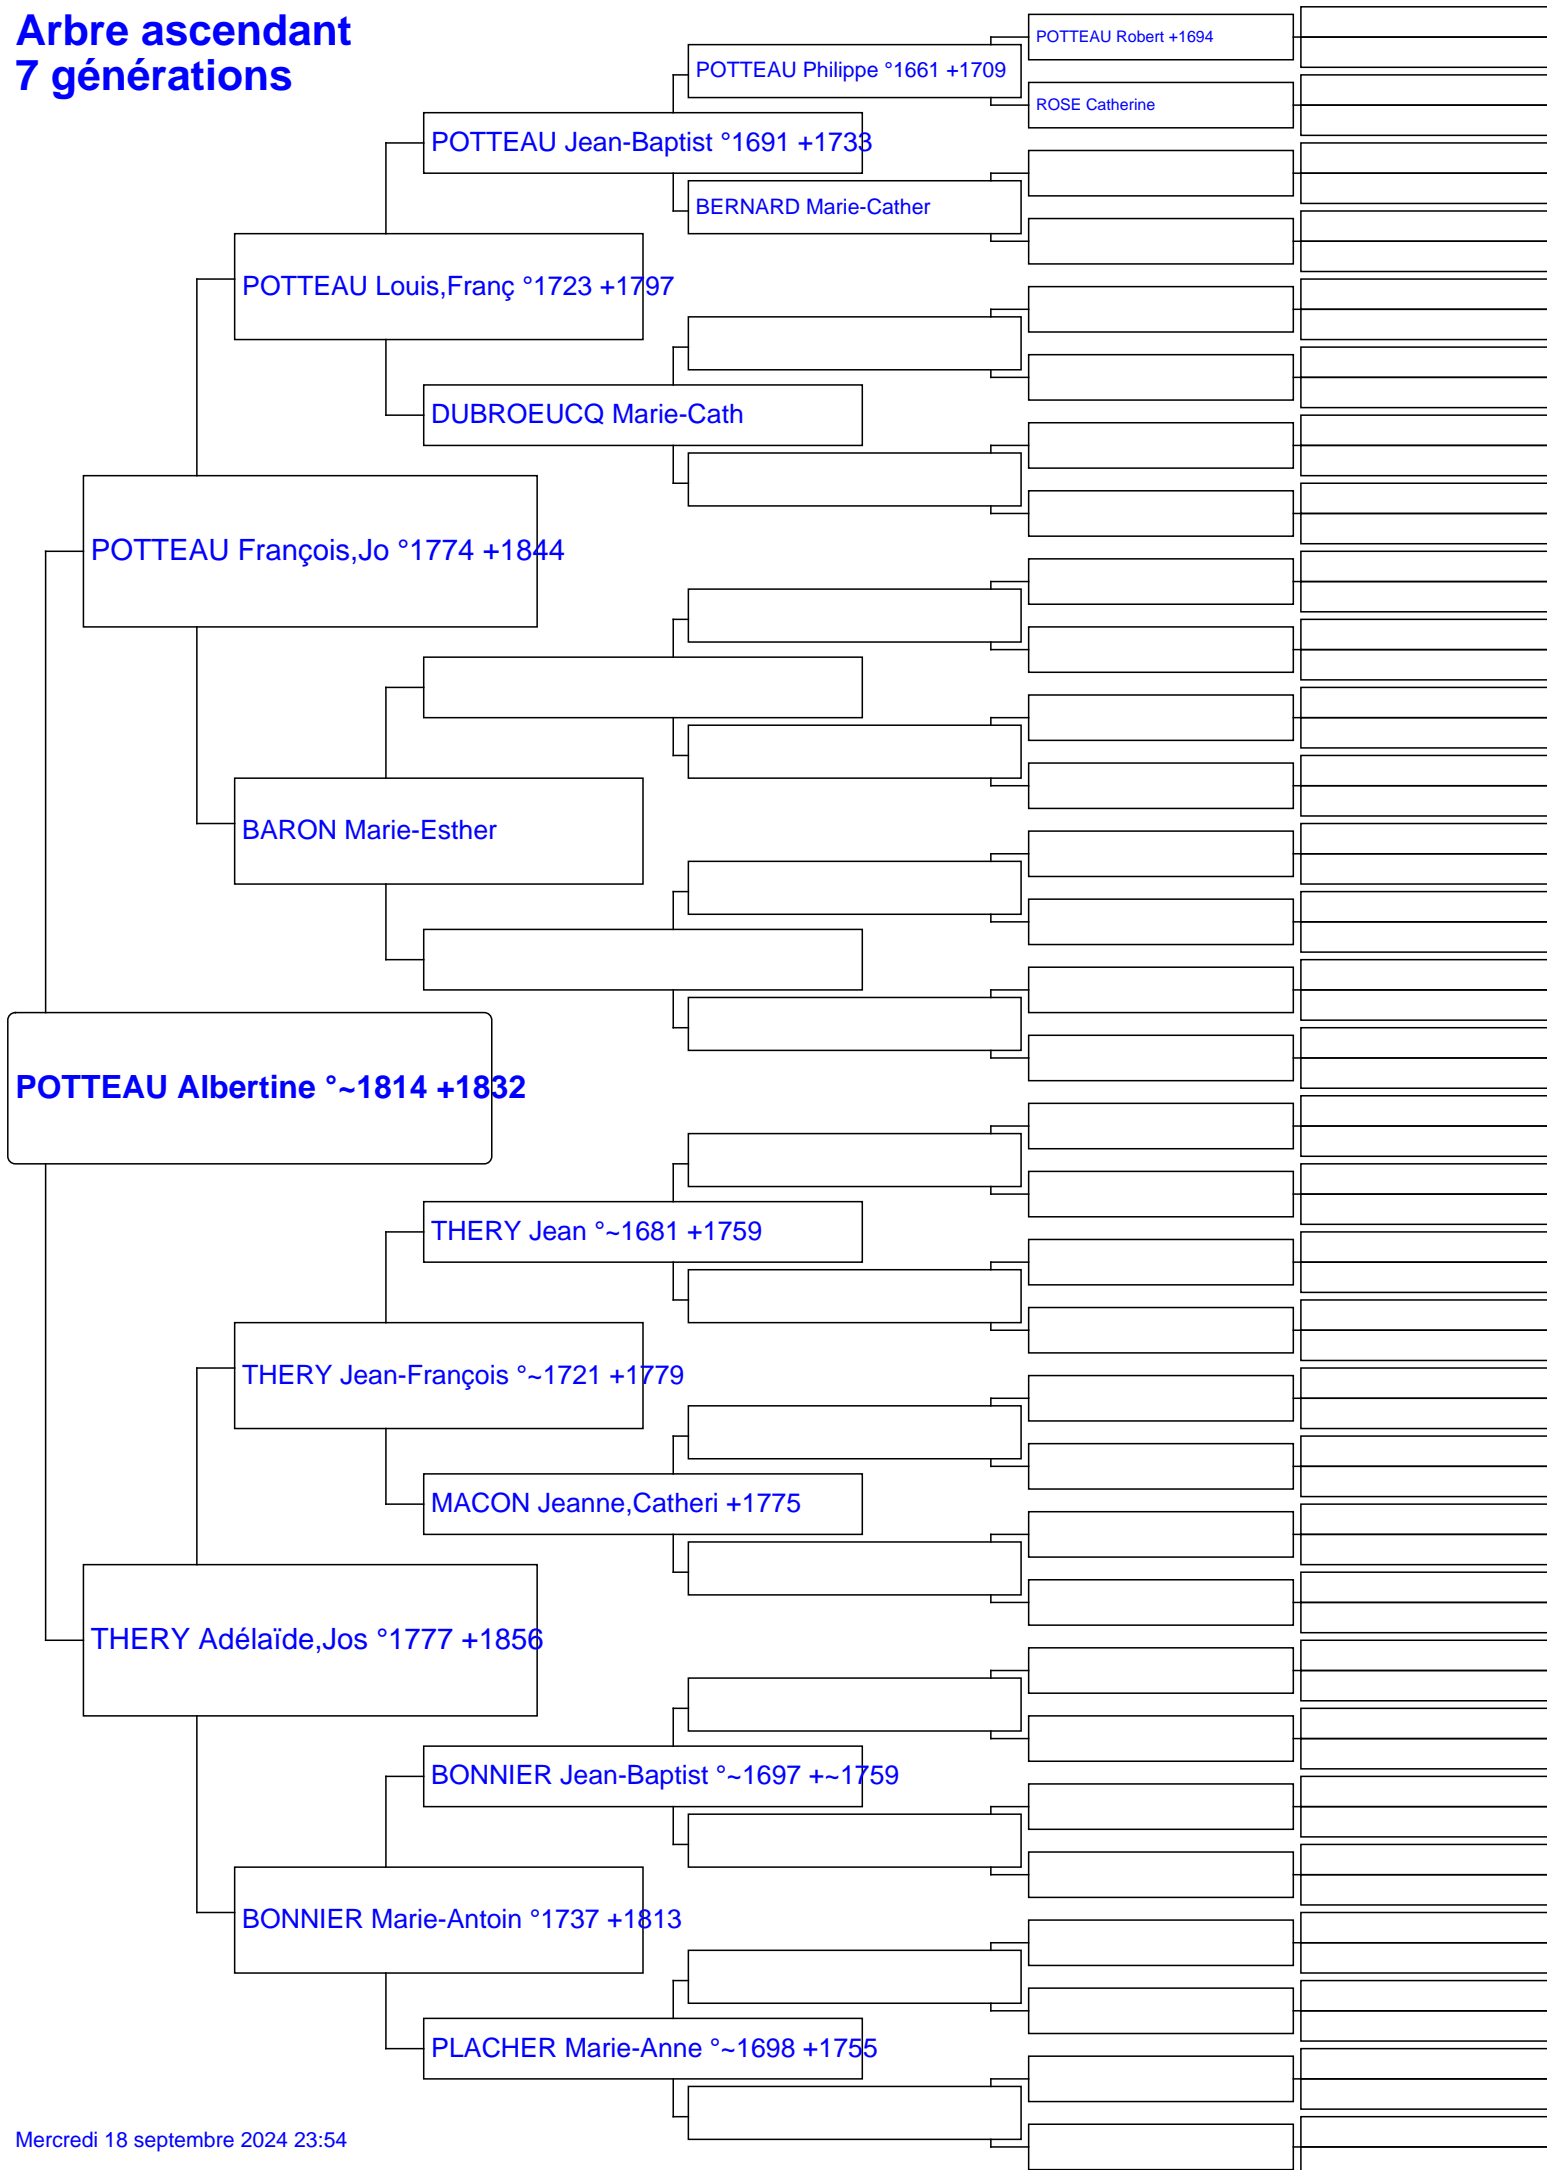 Arbre ascendant
7 générations
POTTEAU Robert +1694
POTTEAU Philippe °1661 +1709
ROSE Catherine
POTTEAU Jean-Baptist °1691 +1733
BERNARD Marie-Cather
POTTEAU Louis,Franç °1723 +1797
DUBROEUCQ Marie-Cath
POTTEAU François,Jo °1774 +1844
BARON Marie-Esther
POTTEAU Albertine °~1814 +1832
THERY Jean °~1681 +1759
THERY Jean-François °~1721 +1779
MACON Jeanne,Catheri +1775
THERY Adélaïde,Jos °1777 +1856
BONNIER Jean-Baptist °~1697 +~1759
BONNIER Marie-Antoin °1737 +1813
PLACHER Marie-Anne °~1698 +1755
Mercredi 18 septembre 2024 23:54